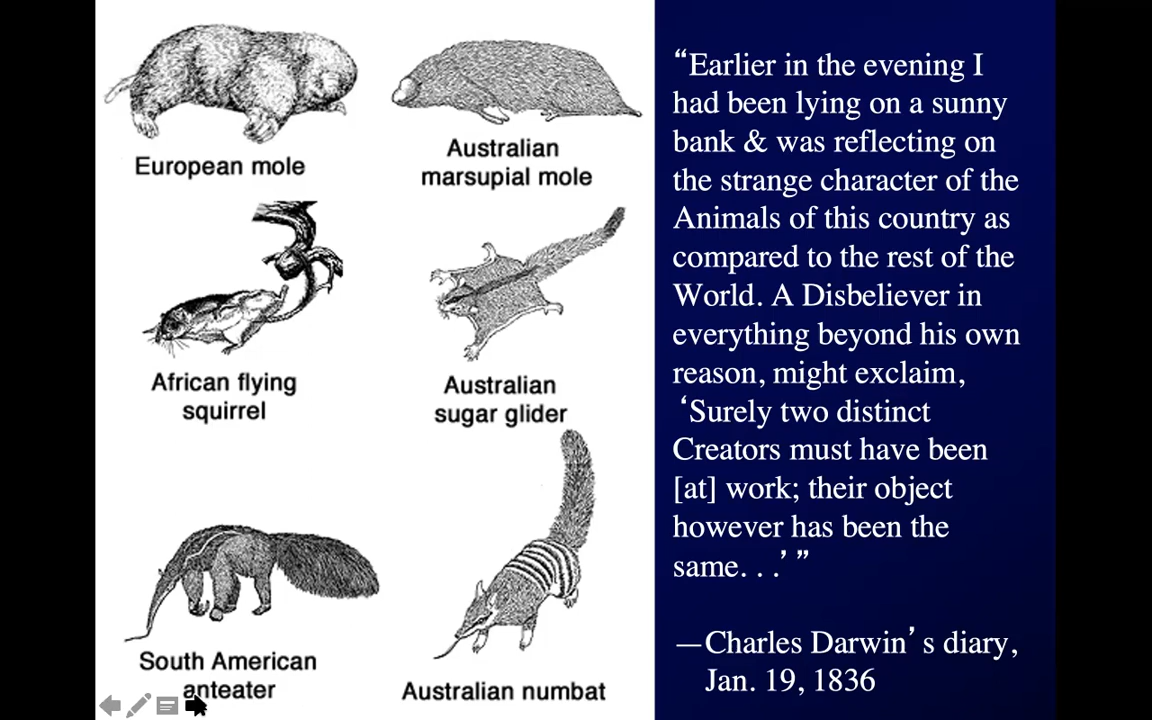 European mole
Australian
marsupial mole
African flying
squirrel
Australian
sugar glider
South American
anteater
Australian numbat
“Earlier in the evening I
had been lying on a sunny
bank & was reflecting on
the strange character of the
Animals of this country as
compared to the rest of the
World. A Disbeliever in
everything beyond his own
reason, might exclaim,
‘Surely two distinct
Creators must have been
[at] work; their object
however has been the
same. . .’ ”
—Charles Darwin’s diary,
Jan. 19, 1836